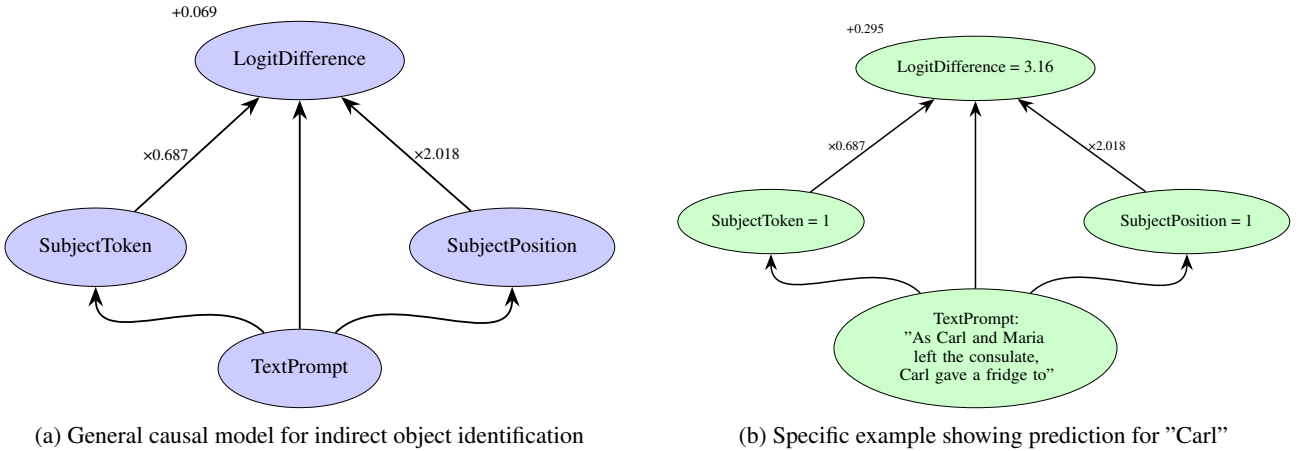 +0.069
LogitDifference
×0.687
×2.018
SubjectToken
SubjectPosition
TextPrompt
(a) General causal model for indirect object identification
+0.295
LogitDifference = 3.16
×0.687
×2.018
SubjectToken = 1
SubjectPosition = 1
TextPrompt:
”As Carl and Maria
left the consulate,
Carl gave a fridge to”
(b) Specific example showing prediction for ”Carl”